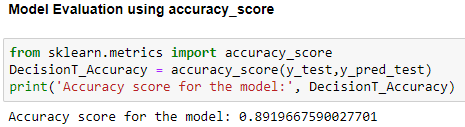 Model Evaluation using accuracy_score
from sklearn.metrics import accuracy_score
DecisionT_Accuracy = accuracy_score(y_test,y_pred_test)
print('Accuracy score for the model:', DecisionT_Accuracy)
Accuracy score for the model: 0.8919667590027701